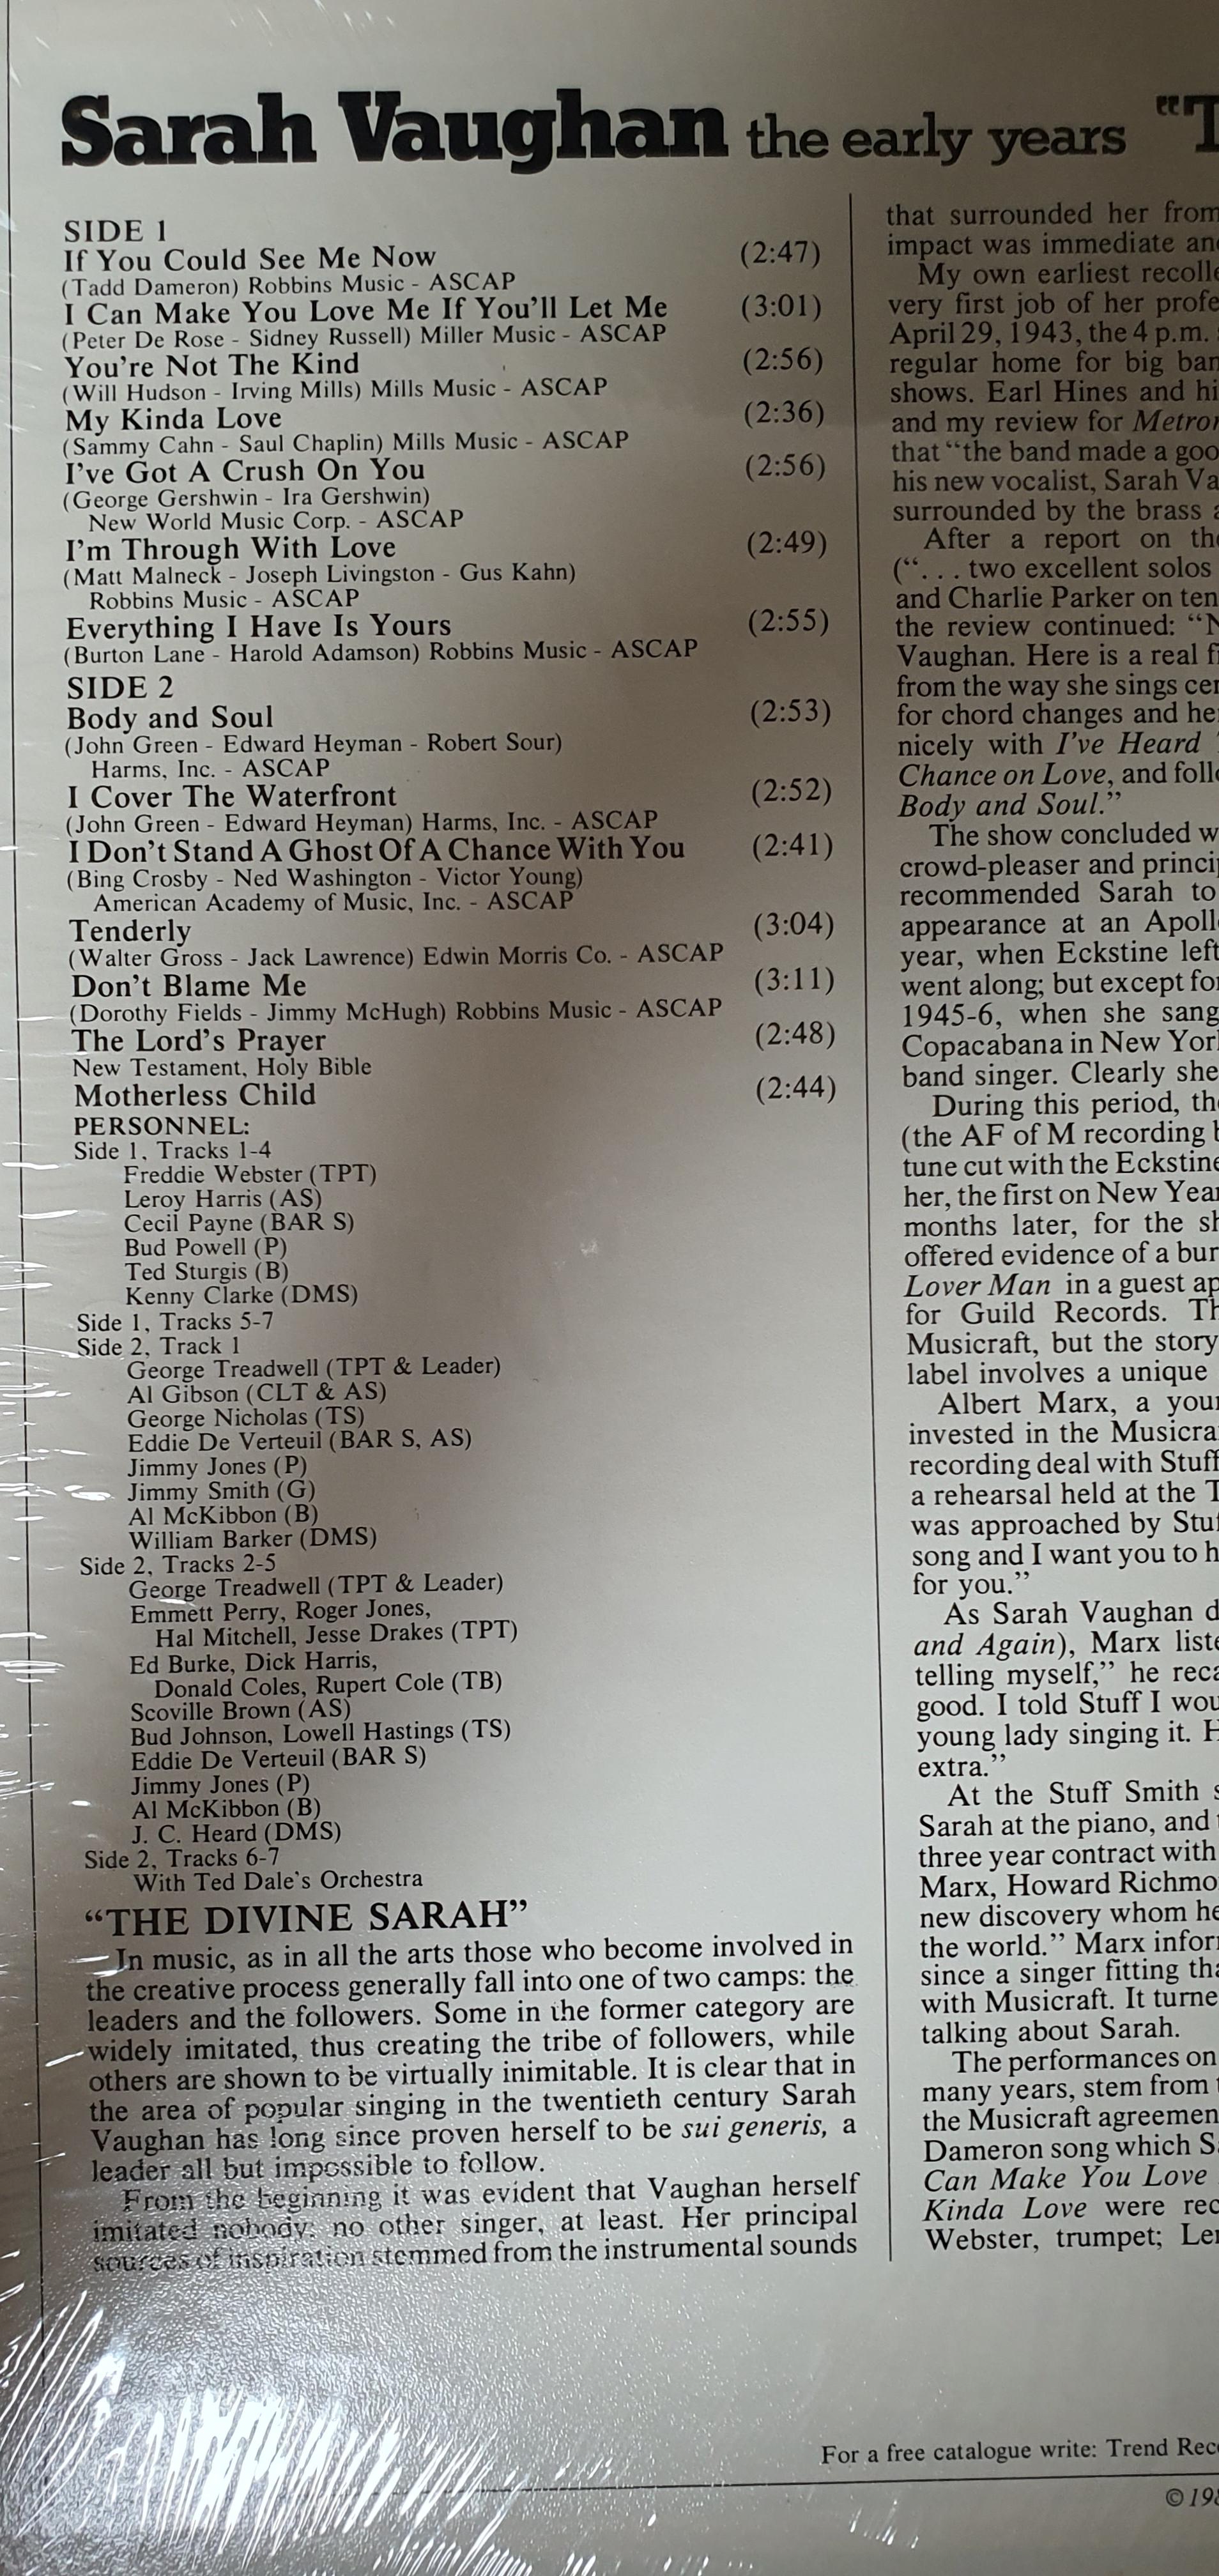 Sarah Vaughan the early years “T
SIDE 1
If You Could See Me Now (2:47)
(Tadd Dameron) Robbins Music - ASCAP
I Can Make You Love Me If You'll Let Me (3:01)
(Peter De Rose - Sidney Russell) Miller Music - ASCAP
You're Not The Kind (2:56)
(Will Hudson - Irving Mills) Mills Music - ASCAP
My Kinda Love (2:36)
(Sammy Cahn - Saul Chaplin) Mills Music - ASCAP
I've Got A Crush On You (2:56)
(George Gershwin - Ira Gershwin)
New World Music Corp. - ASCAP
I'm Through With Love (2:49)
(Matt Malneck - Joseph Livingston - Gus Kahn)
Robbins Music - ASCAP
Everything I Have Is Yours (2:55)
(Burton Lane - Harold Adamson) Robbins Music - ASCAP
SIDE 2
Body and Soul (2:53)
(John Green - Edward Heyman - Robert Sour)
Harms, Inc. - ASCAP
I Cover The Waterfront (2:52)
(John Green - Edward Heyman) Harms, Inc. - ASCAP
I Don't Stand A Ghost Of A Chance With You (2:41)
(Bing Crosby - Ned Washington - Victor Young)
American Academy of Music, Inc. - ASCAP
Tenderly (3:04)
(Walter Gross - Jack Lawrence) Edwin Morris Co. - ASCAP
Don't Blame Me (3:11)
(Dorothy Fields - Jimmy McHugh) Robbins Music - ASCAP
The Lord's Prayer (2:48)
New Testament, Holy Bible
Motherless Child (2:44)
PERSONNEL:
Side 1, Tracks 1-4
Freddie Webster (TPT)
Leroy Harris (AS)
Cecil Payne (BAR S)
Bud Powell (P)
Ted Sturgis (B)
Kenny Clarke (DMS)
Side 1, Tracks 5-7
Side 2, Track 1
George Treadwell (TPT & Leader)
Al Gibson (CLT & AS)
George Nicholas (TS)
Eddie De Verteuil (BAR S, AS)
Jimmy Jones (P)
Jimmy Smith (G)
Al McKibbon (B)
William Barker (DMS)
Side 2, Tracks 2-5
George Treadwell (TPT & Leader)
Emmett Perry, Roger Jones,
Hal Mitchell, Jesse Drakes (TPT)
Ed Burke, Dick Harris,
Donald Coles, Rupert Cole (TB)
Scoville Brown (AS)
Bud Johnson, Lowell Hastings (TS)
Eddie De Verteuil (BAR S)
Jimmy Jones (P)
Al McKibbon (B)
J. C. Heard (DMS)
Side 2, Tracks 6-7
With Ted Dale's Orchestra
“THE DIVINE SARAH”
In music, as in all the arts those who become involved in
the creative process generally fall into one of two camps: the
leaders and the followers. Some in the former category are
widely imitated, thus creating the tribe of followers, while
others are shown to be virtually inimitable. It is clear that in
the area of popular singing in the twentieth century Sarah
Vaughan has long since proven herself to be sui generis, a
leader all but impossible to follow.
From the beginning it was evident that Vaughan herself
imitated nobody; no other singer, at least. Her principal
sources of inspiration stemmed from the instrumental sounds
that surrounded her from
impact was immediate an
My own earliest recolle
very first job of her profe
April 29, 1943, the 4 p.m.
regular home for big ban
shows. Earl Hines and hi
and my review for Metron
that “the band made a goo
his new vocalist, Sarah Va
surrounded by the brass a
After a report on the
(“. . . two excellent solos
and Charlie Parker on ten
the review continued: “N
Vaughan. Here is a real fi
from the way she sings cer
for chord changes and he
nicely with I've Heard
Chance on Love, and follo
Body and Soul.”
The show concluded w
crowd-pleaser and princip
recommended Sarah to
appearance at an Apoll
year, when Eckstine left
went along; but except for
1945-6, when she sang
Copacabana in New York
band singer. Clearly she
During this period, the
(the AF of M recording b
tune cut with the Eckstine
her, the first on New Year
months later, for the sh
offered evidence of a bur
Lover Man in a guest ap
for Guild Records. Th
Musicraft, but the story
label involves a unique
Albert Marx, a your
invested in the Musicra
recording deal with Stuff
a rehearsal held at the T
was approached by Stuf
song and I want you to h
for you.”
As Sarah Vaughan d
and Again), Marx liste
telling myself,” he reca
good. I told Stuff I wou
young lady singing it. H
extra.”
At the Stuff Smith s
Sarah at the piano, and
three year contract with
Marx, Howard Richmo
new discovery whom he
the world.” Marx infor
since a singer fitting tha
with Musicraft. It turne
talking about Sarah.
The performances on
many years, stem from
the Musicraft agreemen
Dameron song which Sa
Can Make You Love
Kinda Love were rec
Webster, trumpet; Ler
For a free catalogue write: Trend Reco
© 198